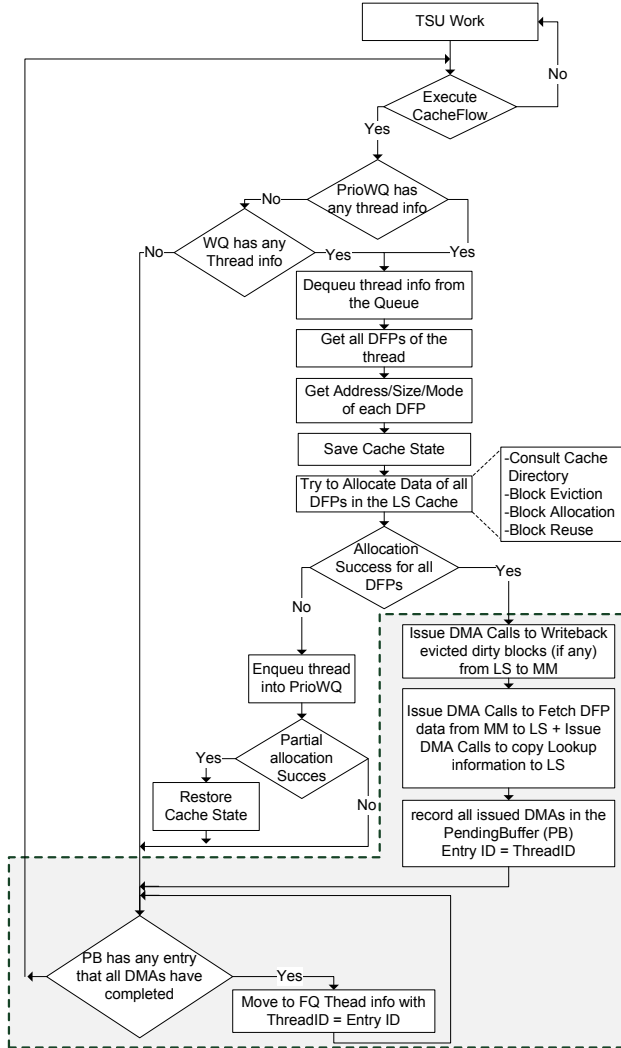 TSU Work
No
Execute
CacheFlow
Yes
No
PrioWQ has
any thread info
No
WQ has any
Thread info
Yes
Yes
Dequeu thread info from
the Queue
Get all DFPs of the
thread
Get Address/Size/Mode
of each DFP
Save Cache State
Try to Allocate Data of all
DFPs in the LS Cache
-Consult Cache
Directory
-Block Eviction
-Block Allocation
-Block Reuse
Allocation
Success for all
DFPs
Yes
No
Issue DMA Calls to Writeback
evicted dirty blocks (if any)
from LS to MM
Enqueu thread
into PrioWQ
Issue DMA Calls to Fetch DFP
data from MM to LS + Issue
DMA Calls to copy Lookup
information to LS
Partial
allocation
Succes
Yes
No
Restore
Cache State
record all issued DMAs in the
PendingBuffer (PB)
Entry ID = ThreadID
PB has any entry
that all DMAs have
completed
Yes
Move to FQ Thead info with
ThreadID = Entry ID